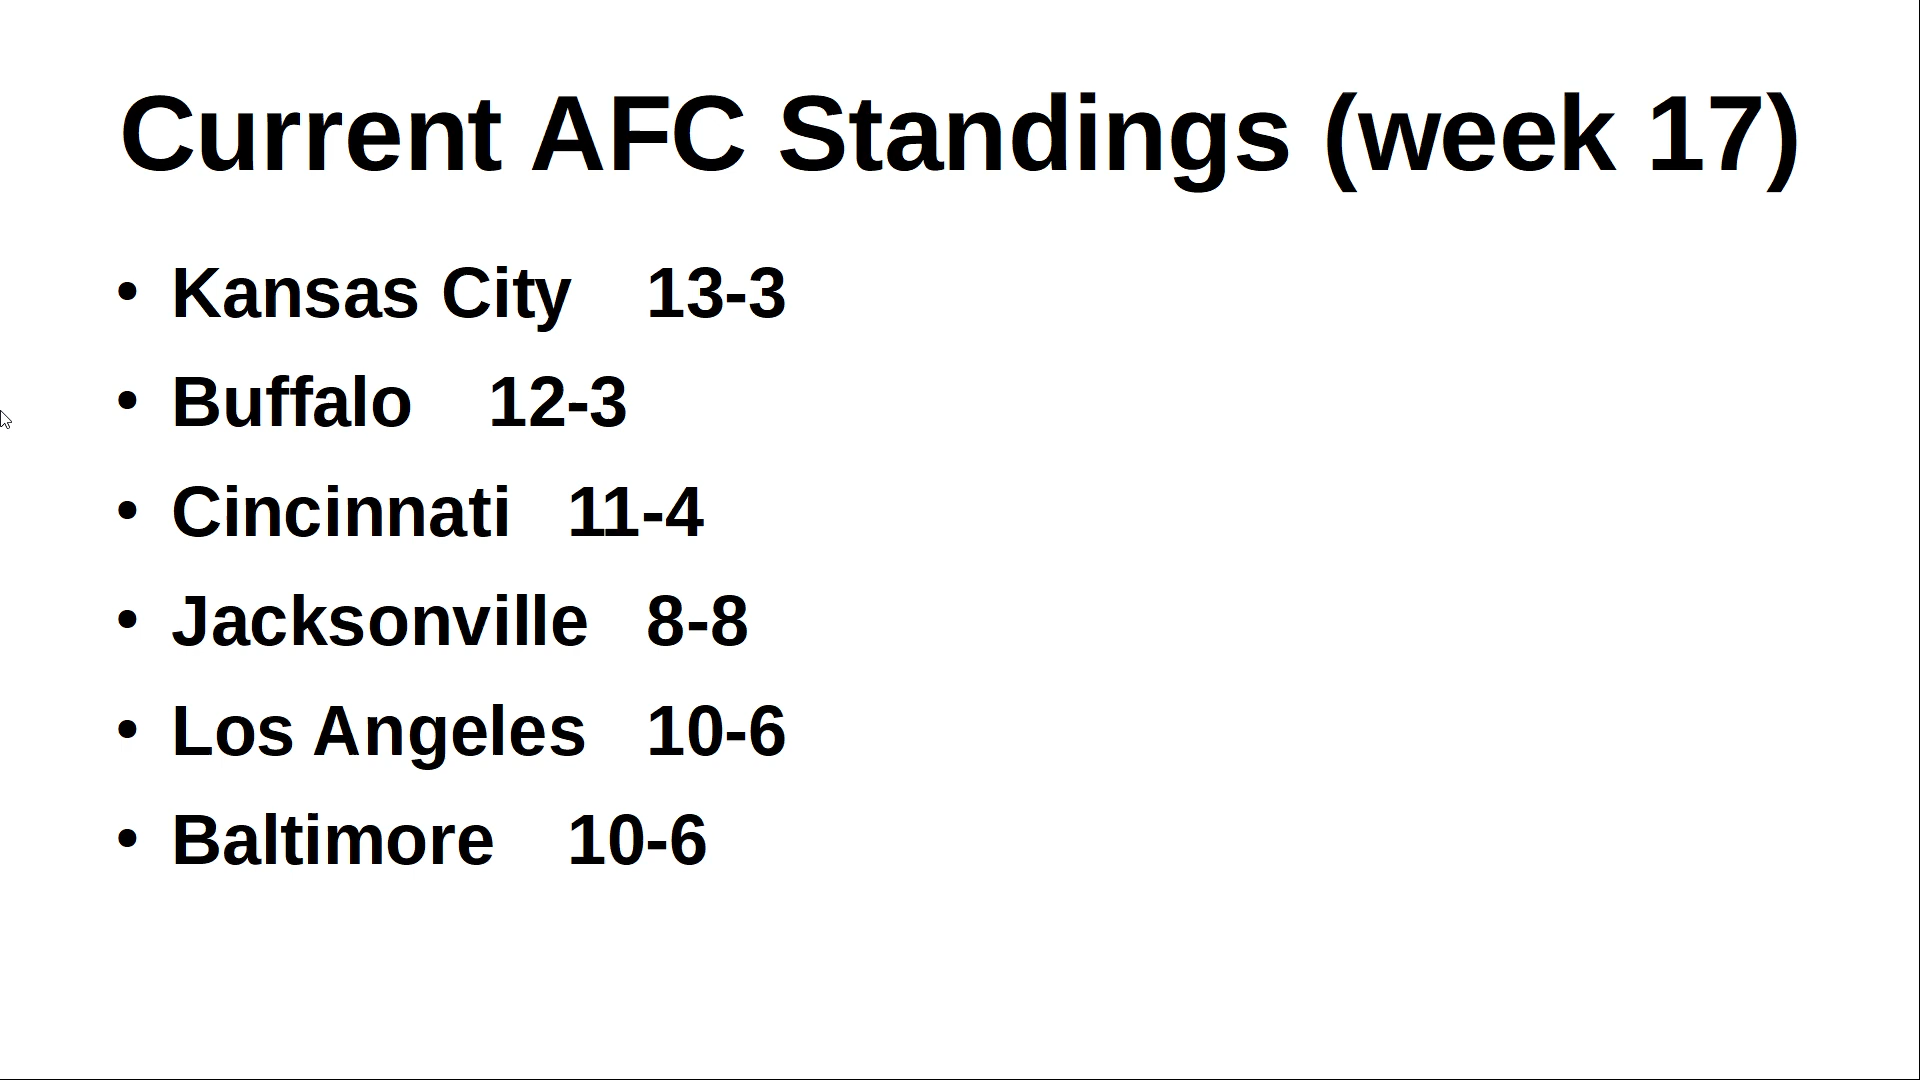 Current AFC Standings (week 17)
• Kansas City 13-3
• Buffalo 12-3
• Cincinnati 11-4
• Jacksonville 8-8
• Los Angeles 10-6
• Baltimore 10-6